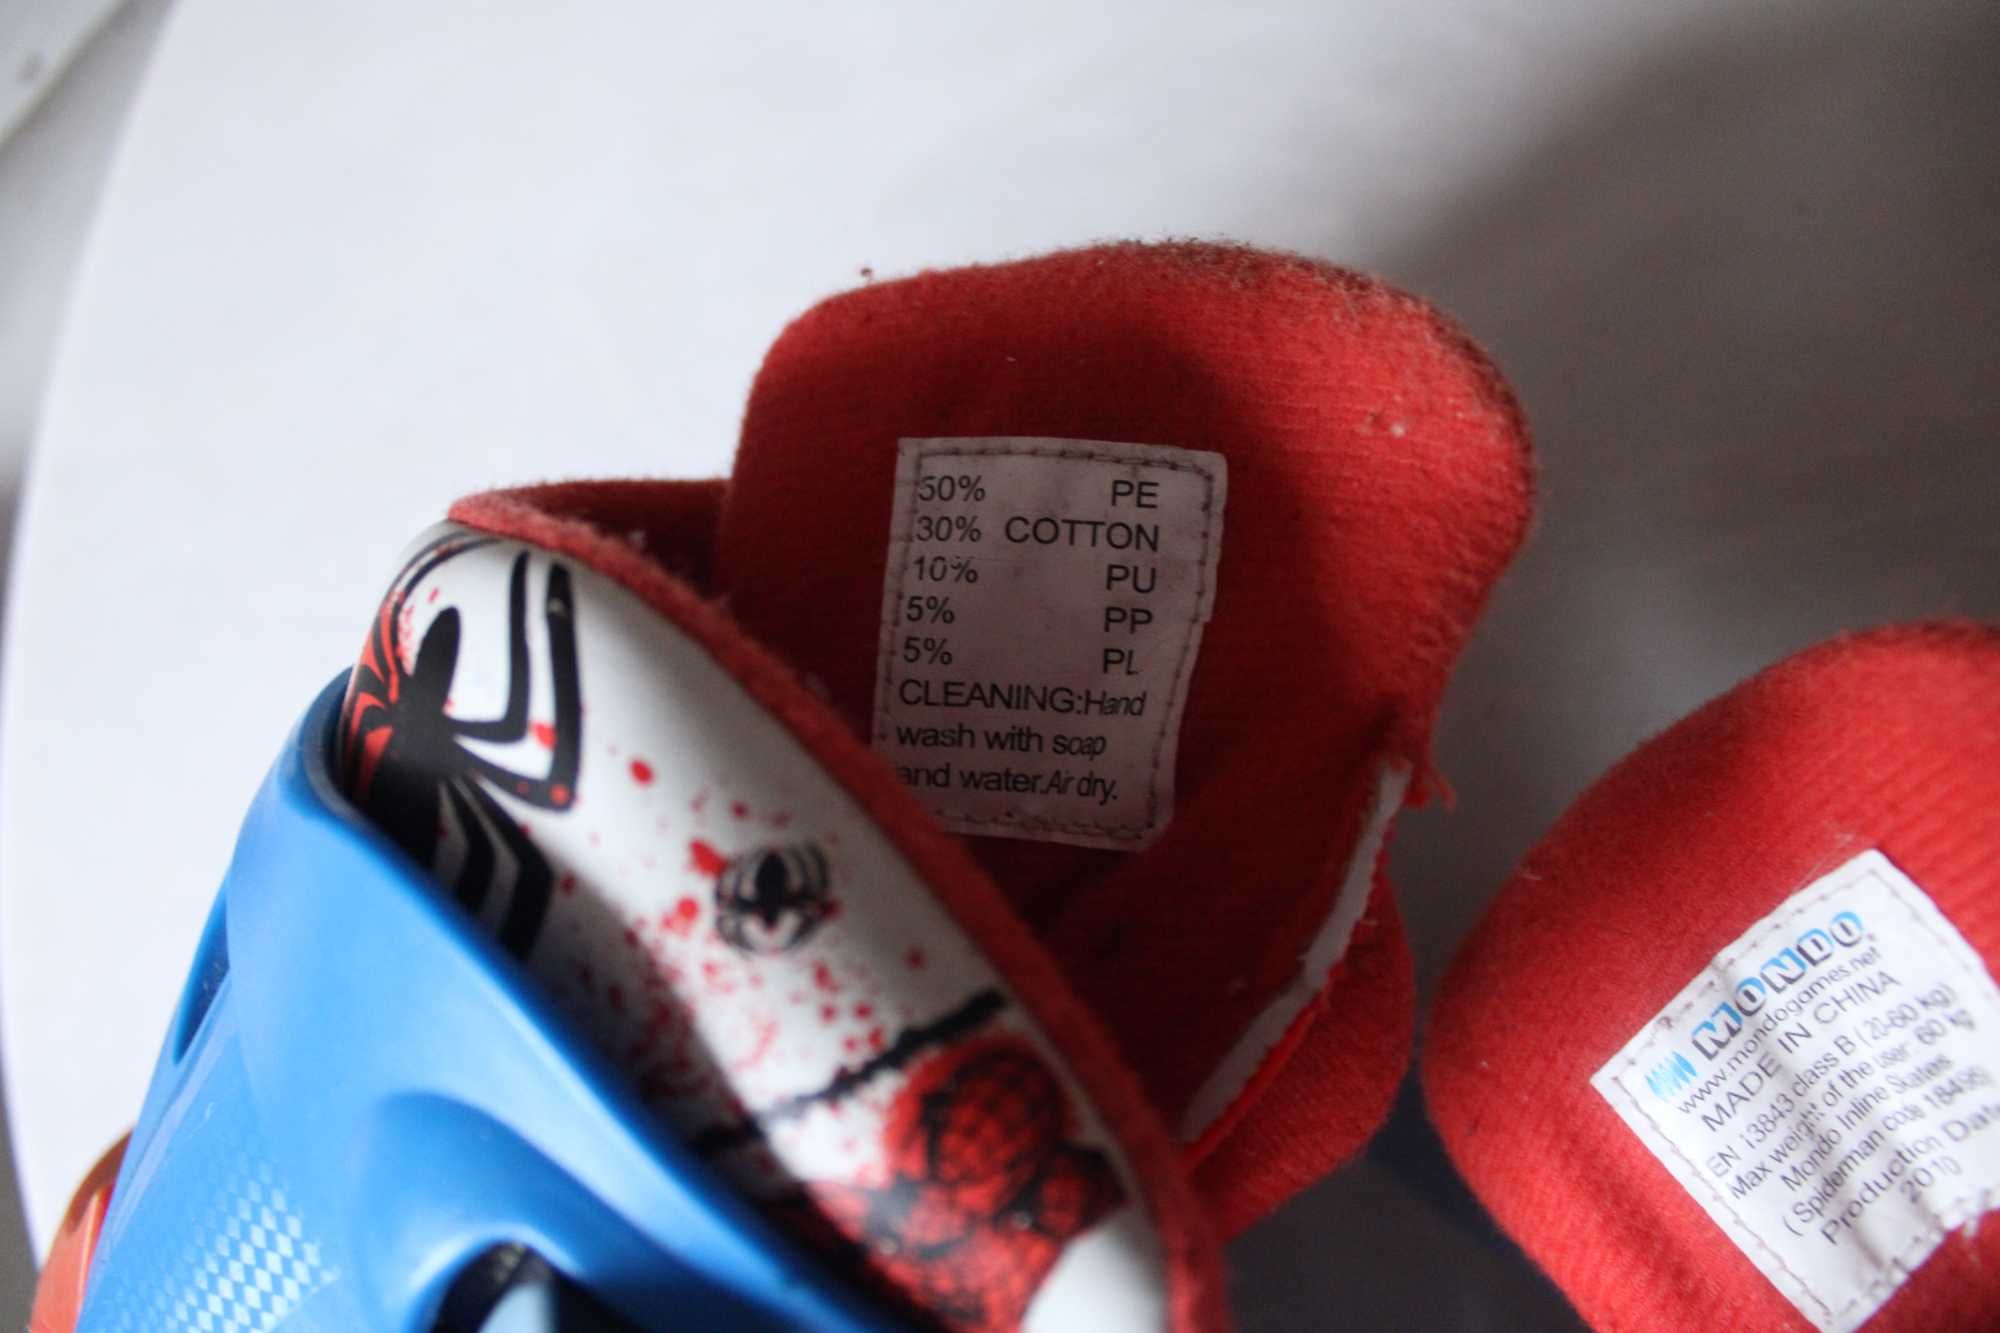 50% PE
30% COTTON
10% PU
5% PP
5% PL
CLEANING:Hand
wash with soap
and water.Air dry.
MONDO
www.mondogames.net
MADE IN CHINA
EN 13843 class B ( 20-60 kg)
Max weight of the user: 60 kg
Mondo Inline Skates
(Spiderman code 18495)
Production Dat
2010